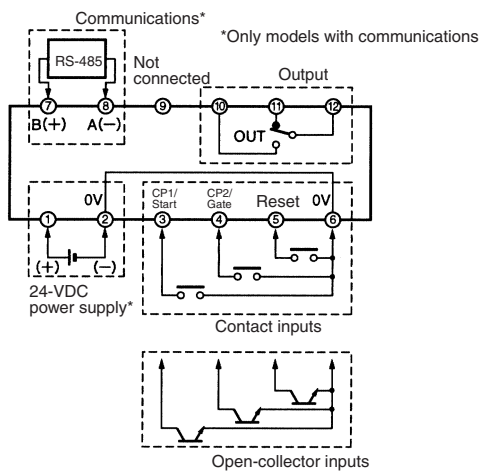 Communications*
*Only models with communications
RS-485
Not
connected
Output
7
8
9
10
11
12
B(+)
A(−)
OUT
0V
CP1/
Start
CP2/
Gate
Reset
0V
1
2
3
4
5
6
(+)
(−)
24-VDC
power supply*
Contact inputs
Open-collector inputs